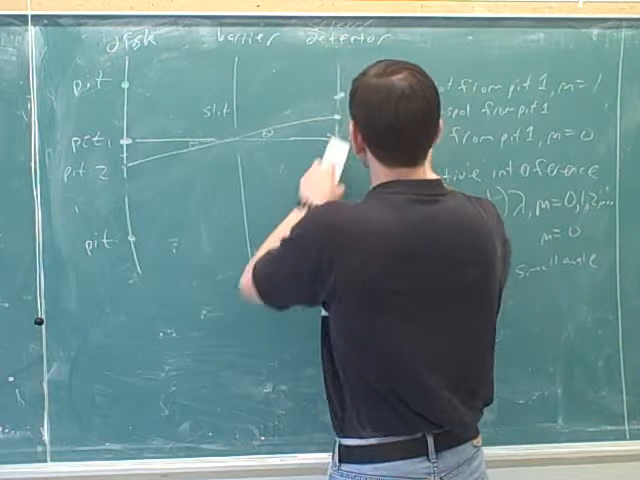 disk barrier detector
pit
slit
pit 1
pit 2
pit
θ
?
from pit 1, m = 1
spot from pit 1
from pit 1, m = 0
interference
) λ, m = 0, 1, 2
m = 0
small angle